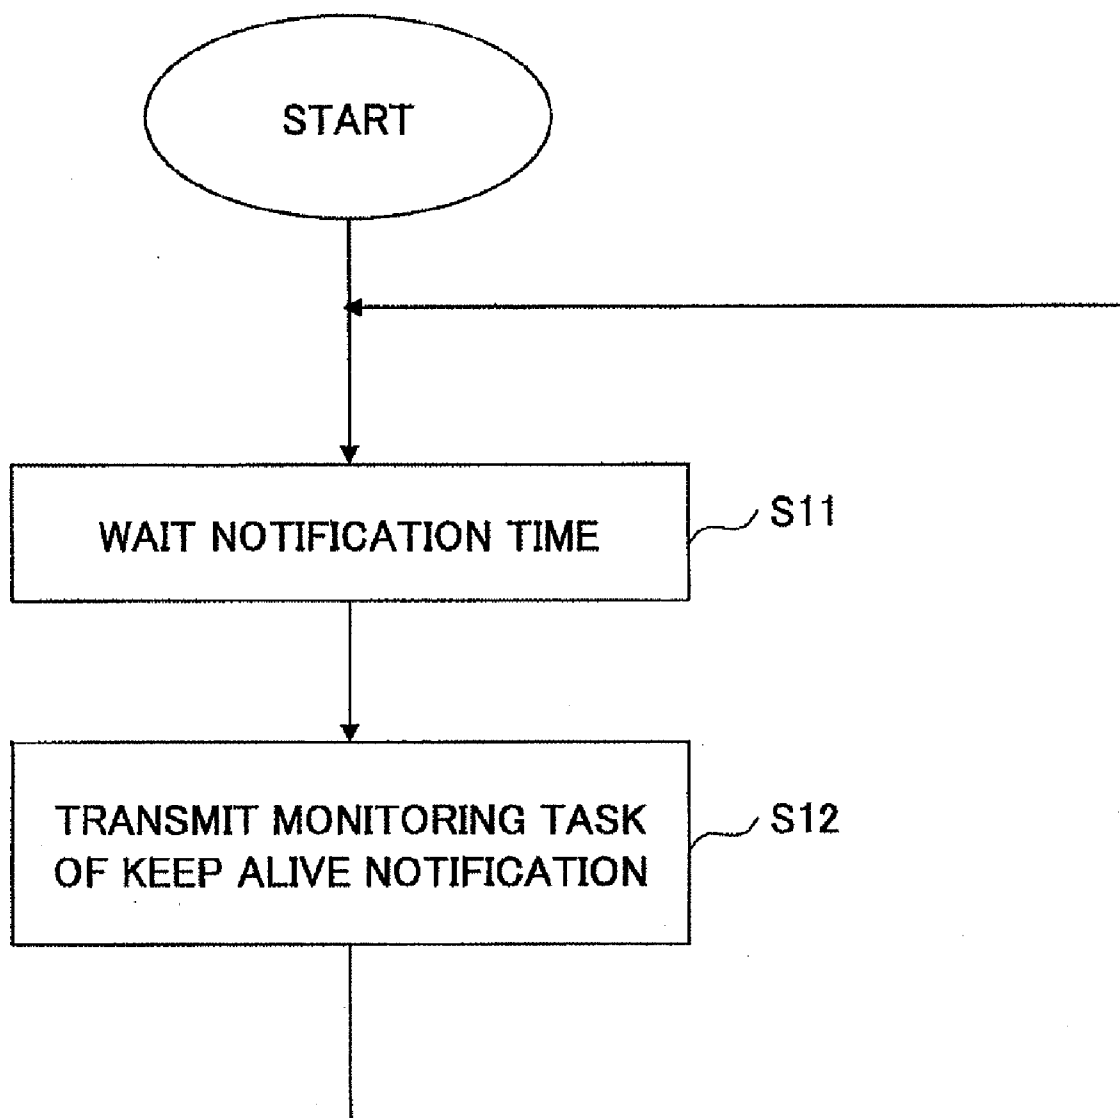 START
WAIT NOTIFICATION TIME
S11
TRANSMIT MONITORING TASK
OF KEEP ALIVE NOTIFICATION
S12